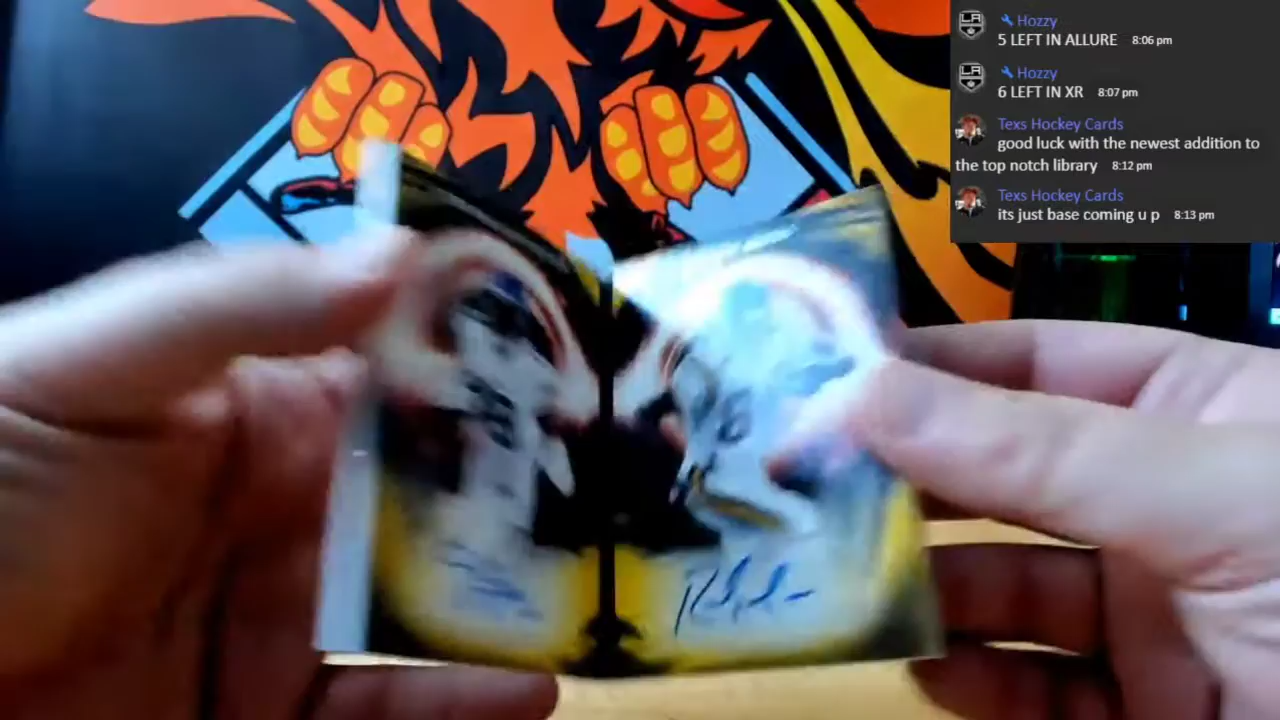 Hozzy
5 LEFT IN ALLURE 8:06 pm
Hozzy
6 LEFT IN XR 8:07 pm
Texs Hockey Cards
good luck with the newest addition to
the top notch library 8:12 pm
Texs Hockey Cards
its just base coming u p 8:13 pm